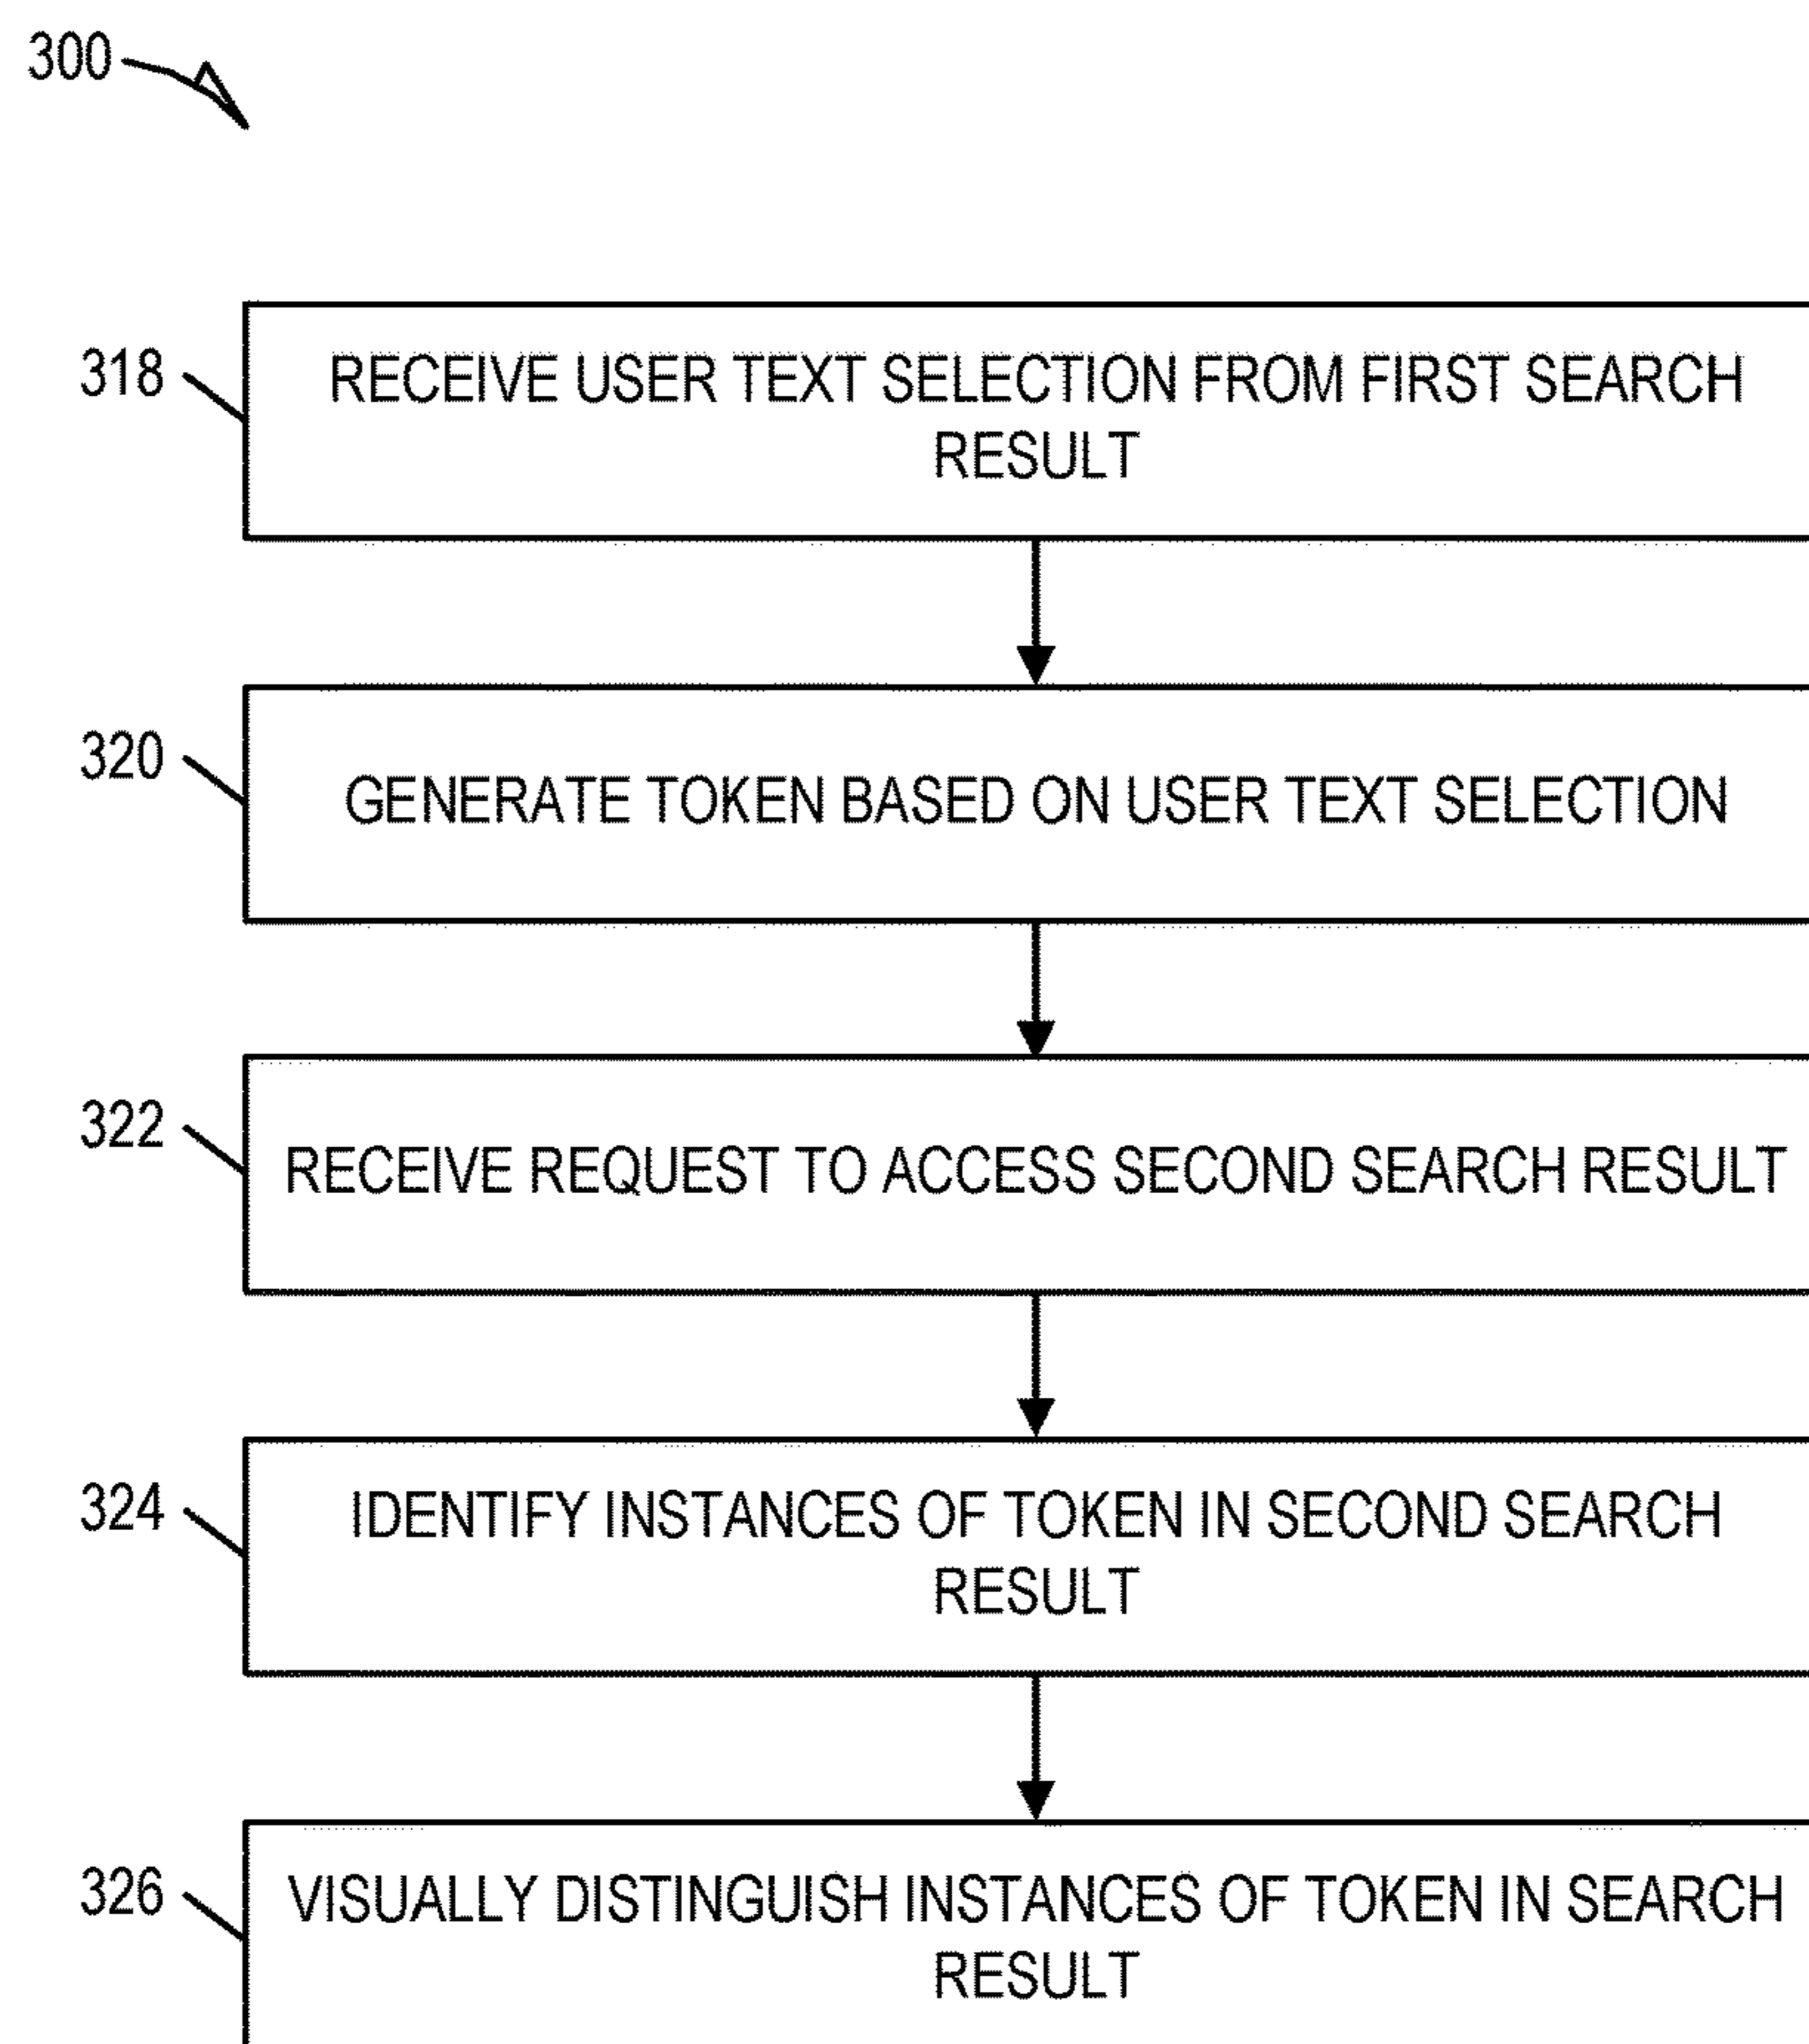 300
318
RECEIVE USER TEXT SELECTION FROM FIRST SEARCH
RESULT
320
GENERATE TOKEN BASED ON USER TEXT SELECTION
322
RECEIVE REQUEST TO ACCESS SECOND SEARCH RESULT
324
IDENTIFY INSTANCES OF TOKEN IN SECOND SEARCH
RESULT
326
VISUALLY DISTINGUISH INSTANCES OF TOKEN IN SEARCH
RESULT